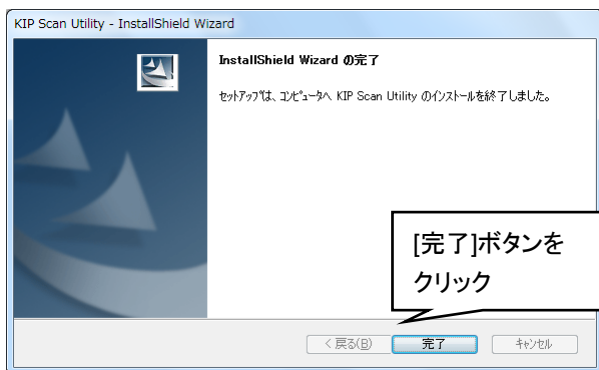 KIP Scan Utility - InstallShield Wizard
InstallShield Wizard の完了
セットアップは、コンピュータへ KIP Scan Utility のインストールを終了しました。
[完了]ボタンを
クリック
< 戻る(B)
完了
キャンセル